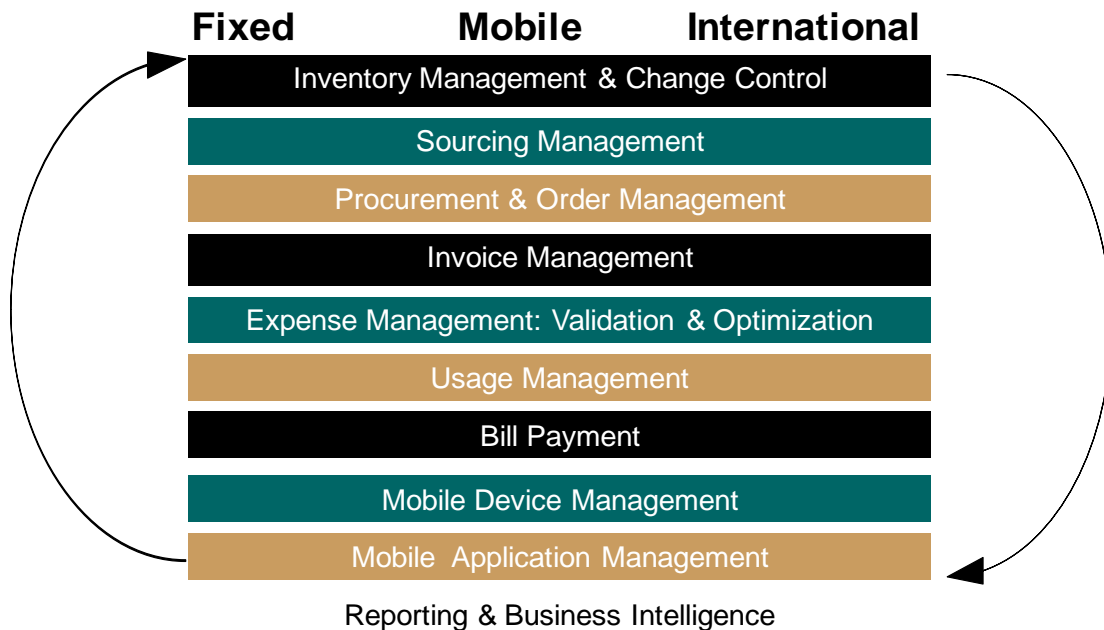 Fixed Mobile International
Inventory Management & Change Control
Sourcing Management
Procurement & Order Management
Invoice Management
Expense Management: Validation & Optimization
Usage Management
Bill Payment
Mobile Device Management
Mobile Application Management
Reporting & Business Intelligence